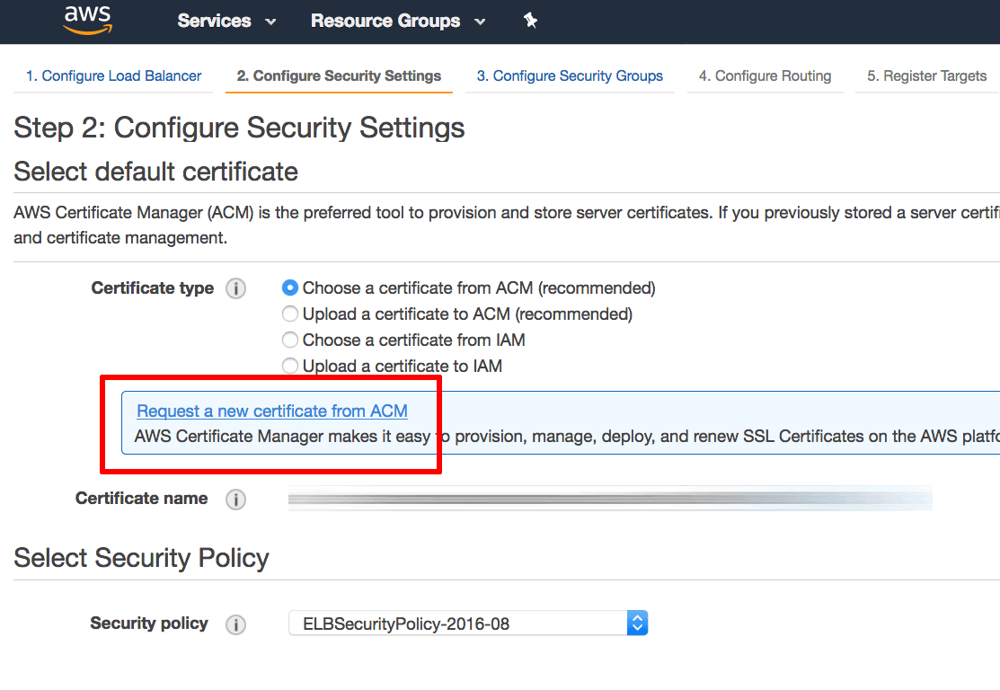 aws Services Resource Groups
1. Configure Load Balancer 2. Configure Security Settings 3. Configure Security Groups 4. Configure Routing 5. Register Targets
Step 2: Configure Security Settings
Select default certificate
AWS Certificate Manager (ACM) is the preferred tool to provision and store server certificates. If you previously stored a server certifi
and certificate management.
Certificate type i Choose a certificate from ACM (recommended)
Upload a certificate to ACM (recommended)
Choose a certificate from IAM
Upload a certificate to IAM
Request a new certificate from ACM
AWS Certificate Manager makes it easy to provision, manage, deploy, and renew SSL Certificates on the AWS platfo
Certificate name i
Select Security Policy
Security policy i ELBSecurityPolicy-2016-08